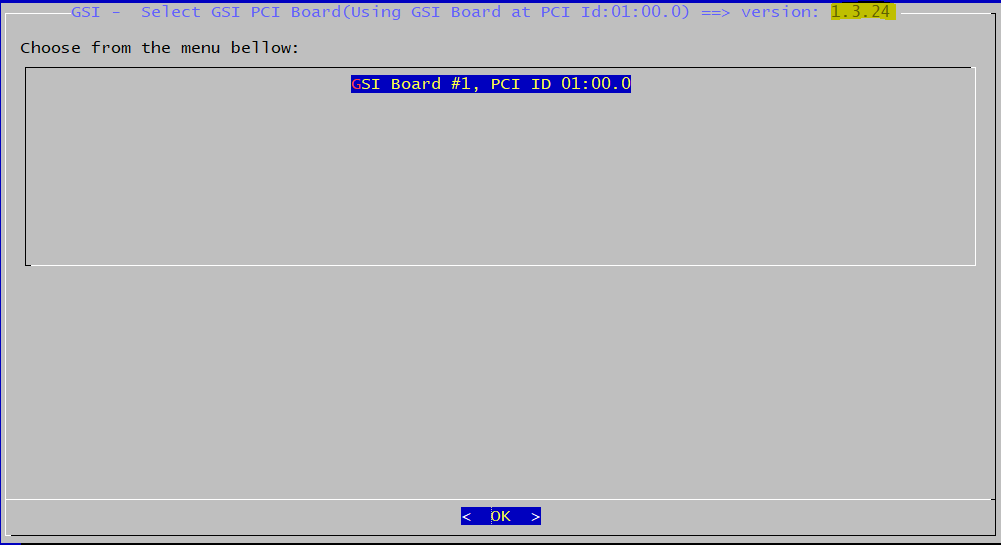 GSI -  Select GSI PCI Board(Using GSI Board at PCI Id:01:00.0) ==> version: 1.3.24
Choose from the menu bellow:
GSI Board #1, PCI ID 01:00.0
<  OK  >